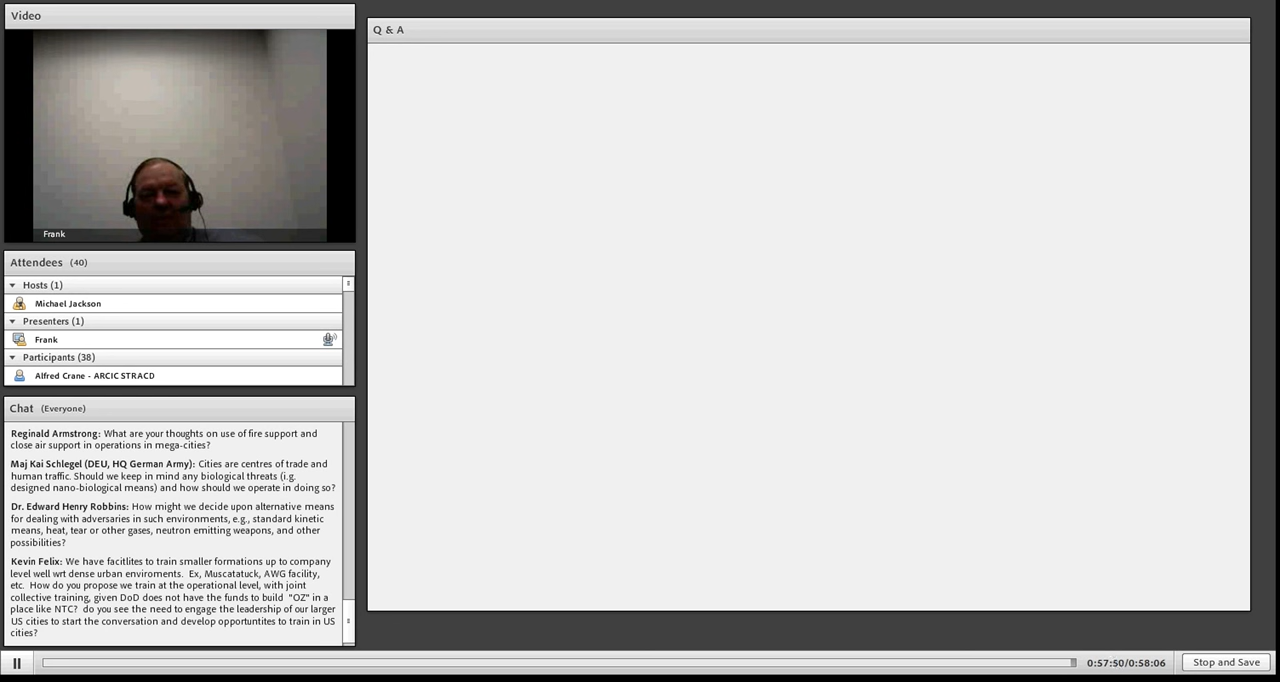 Video
Frank
Attendees (40)
Hosts (1)
Michael Jackson
Presenters (1)
Frank
Participants (38)
Alfred Crane - ARCIC STRACD
Chat (Everyone)
Reginald Armstrong: What are your thoughts on use of fire support and
close air support in operations in mega-cities?
Maj Kai Schlegel (DEU, HQ German Army): Cities are centres of trade and
human traffic. Should we keep in mind any biological threats (i.g.
designed nano-biological means) and how should we operate in doing so?
Dr. Edward Henry Robbins: How might we decide upon alternative means
for dealing with adversaries in such environments, e.g., standard kinetic
means, heat, tear or other gases, neutron emitting weapons, and other
possibilities?
Kevin Felix: We have facitlites to train smaller formations up to company
level well wrt dense urban enviroments. Ex, Muscatatuck, AWG facility,
etc. How do you propose we train at the operational level, with joint
collective training, given DoD does not have the funds to build "OZ" in a
place like NTC? do you see the need to engage the leadership of our larger
US cities to start the conversation and develop opportuntites to train in US
cities?
Q & A
0:57:50/0:58:06
Stop and Save